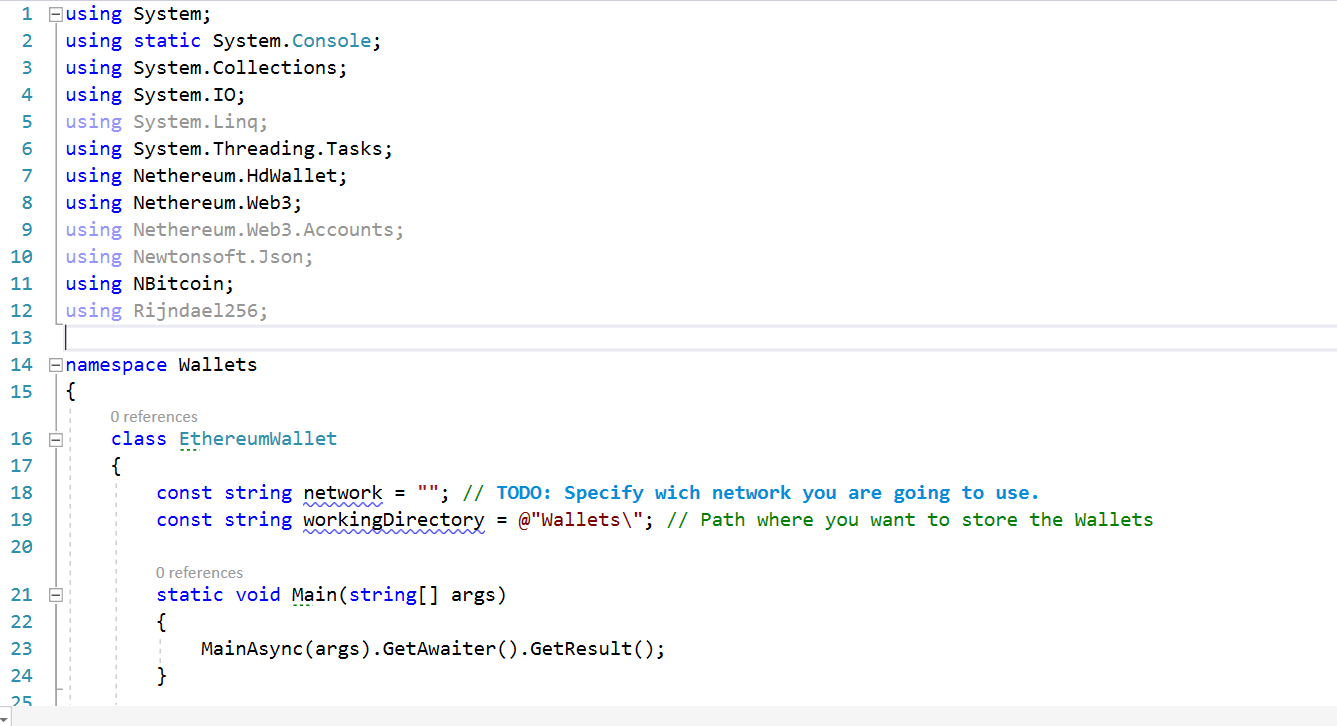 1 using System;
2 using static System.Console;
3 using System.Collections;
4 using System.IO;
5 using System.Linq;
6 using System.Threading.Tasks;
7 using Nethereum.HdWallet;
8 using Nethereum.Web3;
9 using Nethereum.Web3.Accounts;
10 using Newtonsoft.Json;
11 using NBitcoin;
12 using Rijndael256;
13
14 namespace Wallets
15 {
0 references
16 class EthereumWallet
17 {
18 const string network = ""; // TODO: Specify wich network you are going to use.
19 const string workingDirectory = @"Wallets\"; // Path where you want to store the Wallets
20
0 references
21 static void Main(string[] args)
22 {
23 MainAsync(args).GetAwaiter().GetResult();
24 }
25